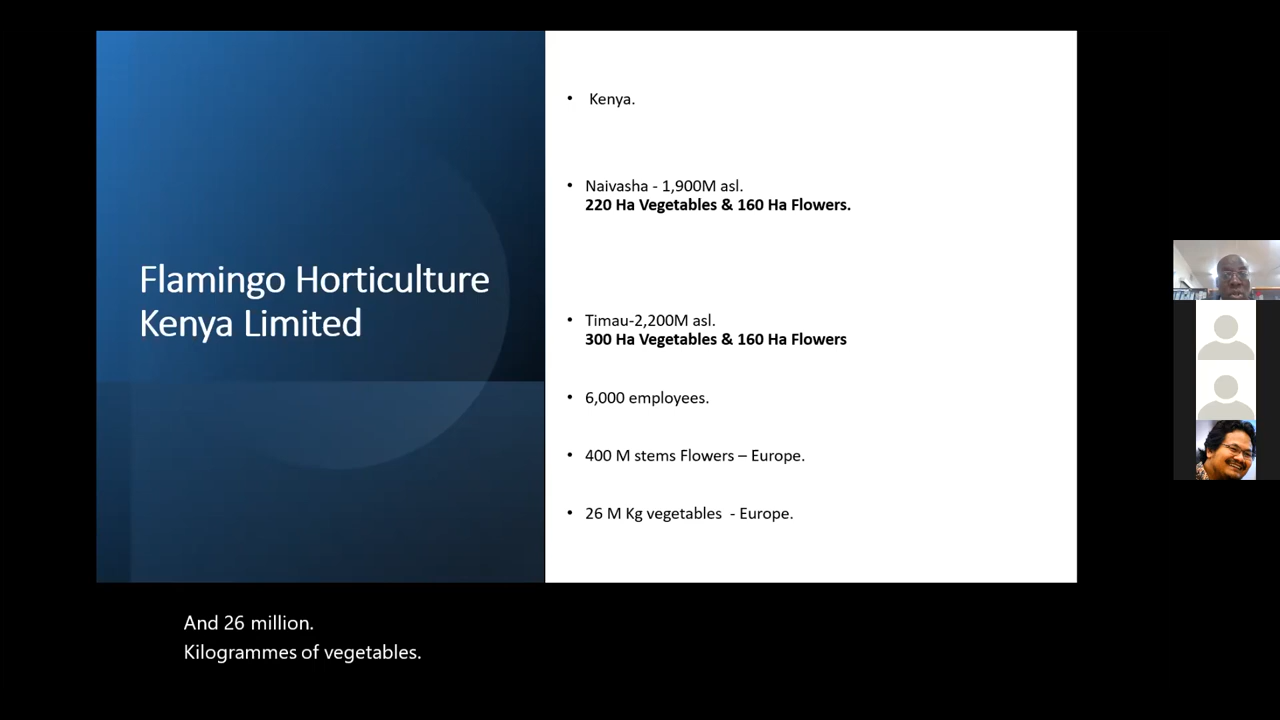 Flamingo Horticulture
Kenya Limited
• Kenya.
• Naivasha - 1,900M asl.
220 Ha Vegetables & 160 Ha Flowers.
• Timau-2,200M asl.
300 Ha Vegetables & 160 Ha Flowers
• 6,000 employees.
• 400 M stems Flowers – Europe.
• 26 M Kg vegetables - Europe.
And 26 million.
Kilogrammes of vegetables.